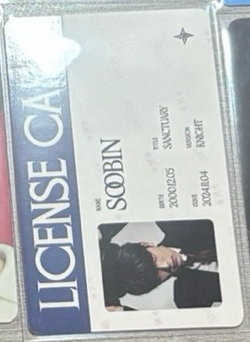 LICENSE CA
NAME
SOOBIN
BIRTH
2000.12.05
TITLE
SANCTUARY
ISSUE
2024.11.04
VERSION
KNIGHT